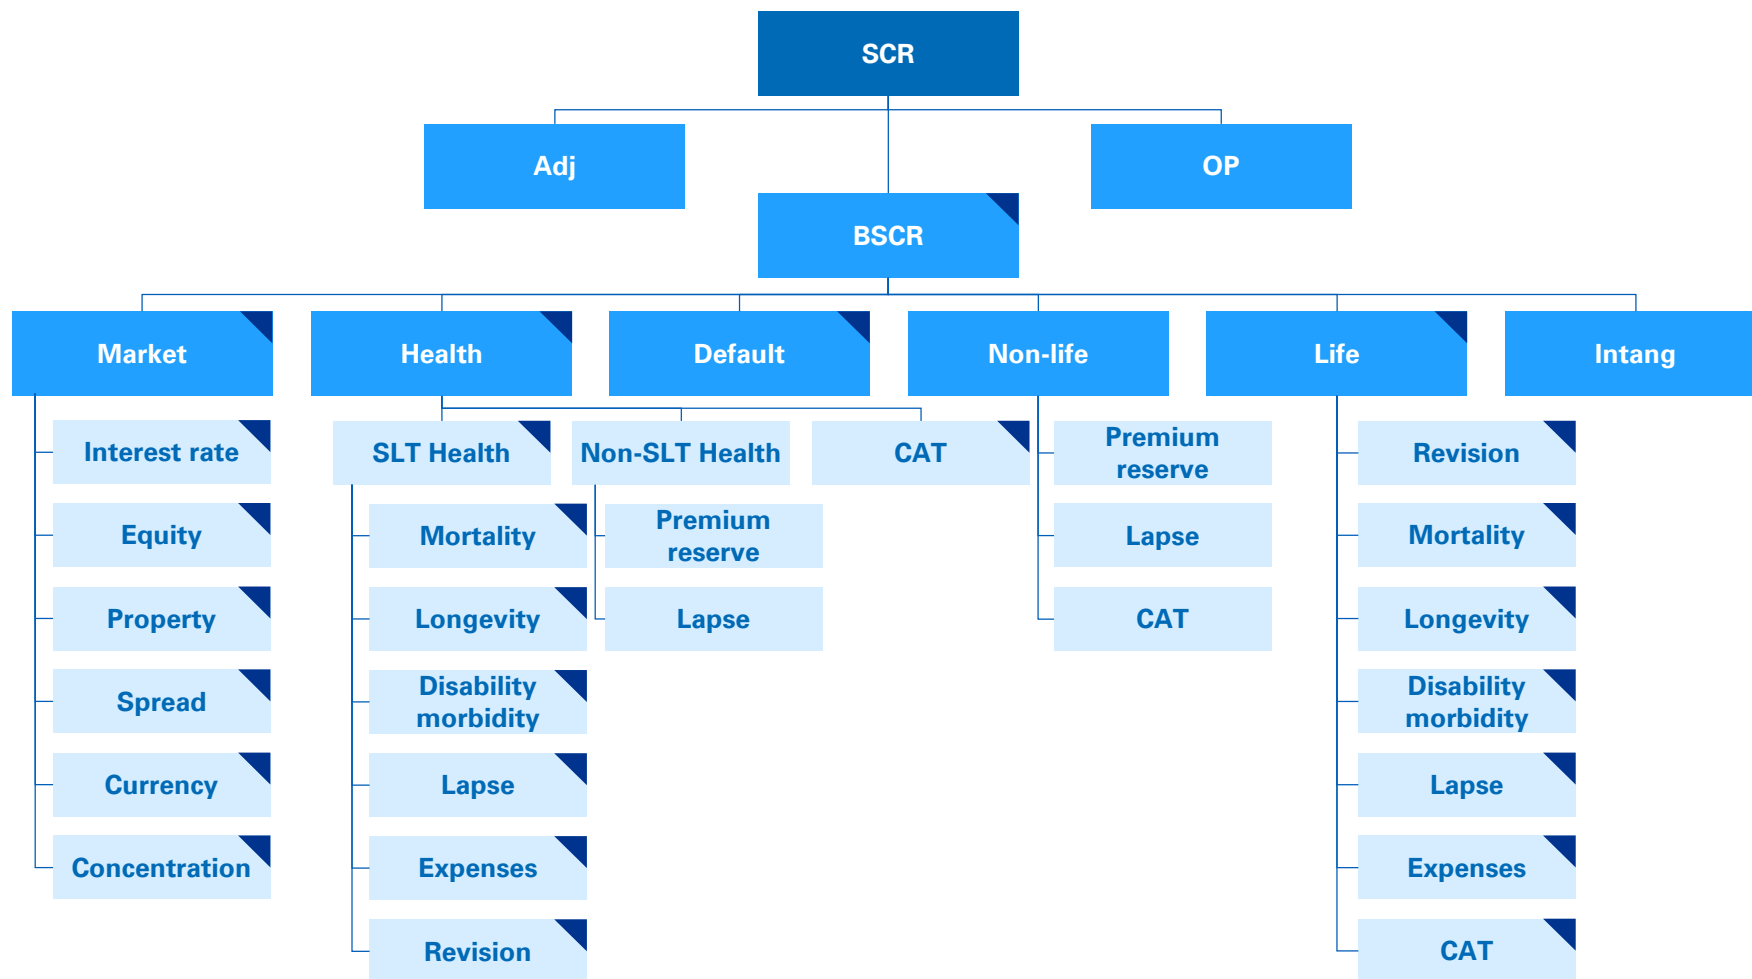 SCR
Adj
OP
BSCR
Market
Health
Default
Non-life
Life
Intang
Interest rate
Equity
Property
Spread
Currency
Concentration
SLT Health
Mortality
Longevity
Disability
morbidity
Lapse
Expenses
Revision
Non-SLT Health
Premium
reserve
Lapse
CAT
Premium
reserve
Lapse
CAT
Revision
Mortality
Longevity
Disability
morbidity
Lapse
Expenses
CAT